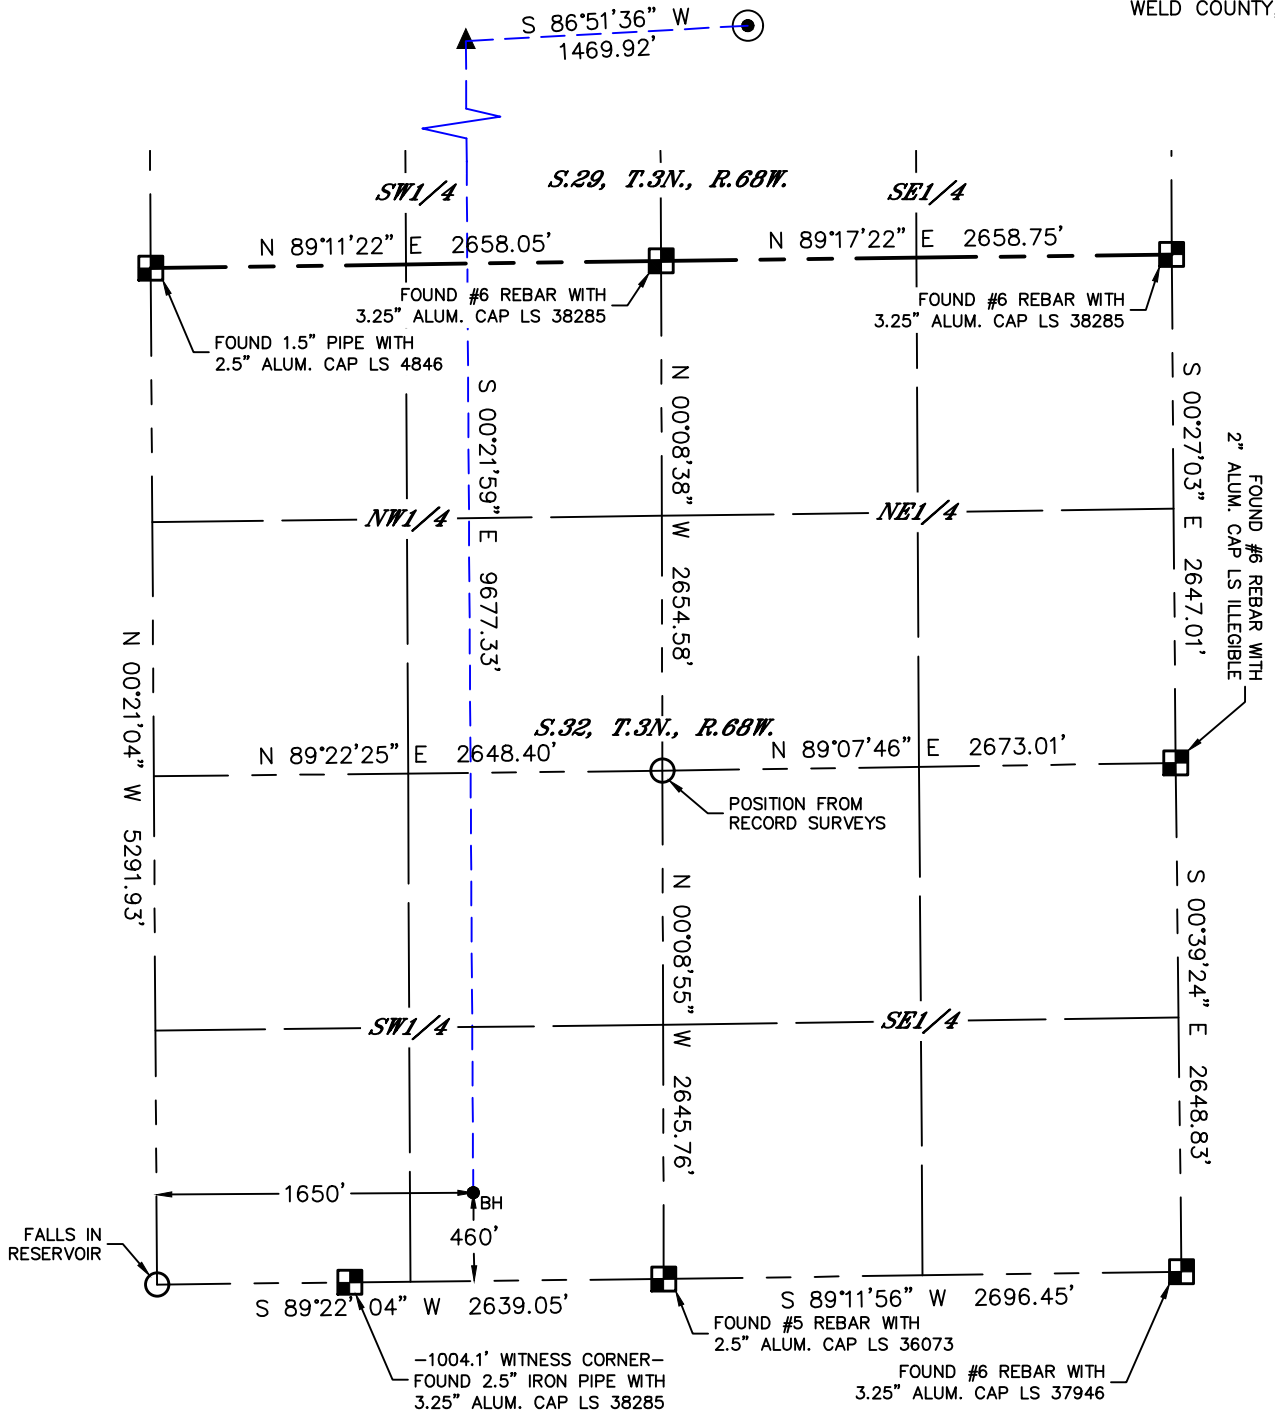 WELD COUNTY,
S 86°51'36" W
1469.92'
S.29, T.3N., R.68W.
SW1/4
SE1/4
N 89°11'22" E 2658.05'
N 89°17'22" E 2658.75'
FOUND #6 REBAR WITH
3.25" ALUM. CAP LS 38285
FOUND #6 REBAR WITH
3.25" ALUM. CAP LS 38285
FOUND 1.5" PIPE WITH
2.5" ALUM. CAP LS 4846
S 00°21'59" E 9677.33'
N 00°08'38" W 2654.58'
S 00°27'03" E 2647.01'
FOUND #6 REBAR WITH
2" ALUM. CAP LS ILLEGIBLE
NW1/4
NE1/4
N 00°21'04" W 5291.93'
S.32, T.3N., R.68W.
N 89°22'25" E 2648.40'
N 89°07'46" E 2673.01'
POSITION FROM
RECORD SURVEYS
N 00°08'55" W 2645.76'
S 00°39'24" E 2648.83'
SW1/4
SE1/4
1650'
BH
460'
FALLS IN
RESERVOIR
S 89°22'04" W 2639.05'
S 89°11'56" W 2696.45'
FOUND #5 REBAR WITH
2.5" ALUM. CAP LS 36073
-1004.1' WITNESS CORNER-
FOUND 2.5" IRON PIPE WITH
3.25" ALUM. CAP LS 38285
FOUND #6 REBAR WITH
3.25" ALUM. CAP LS 37946